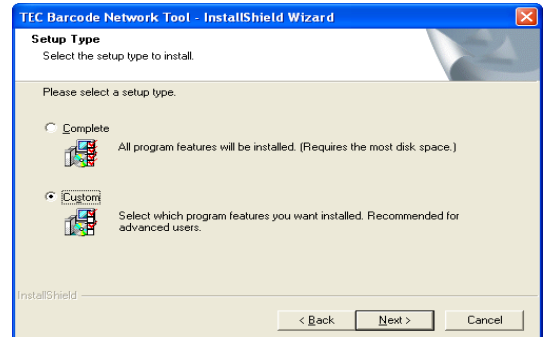 TEC Barcode Network Tool - InstallShield Wizard
Setup Type
Select the setup type to install.
Please select a setup type.
Complete
All program features will be installed. (Requires the most disk space.)
Custom
Select which program features you want installed. Recommended for
advanced users.
InstallShield
< Back Next > Cancel